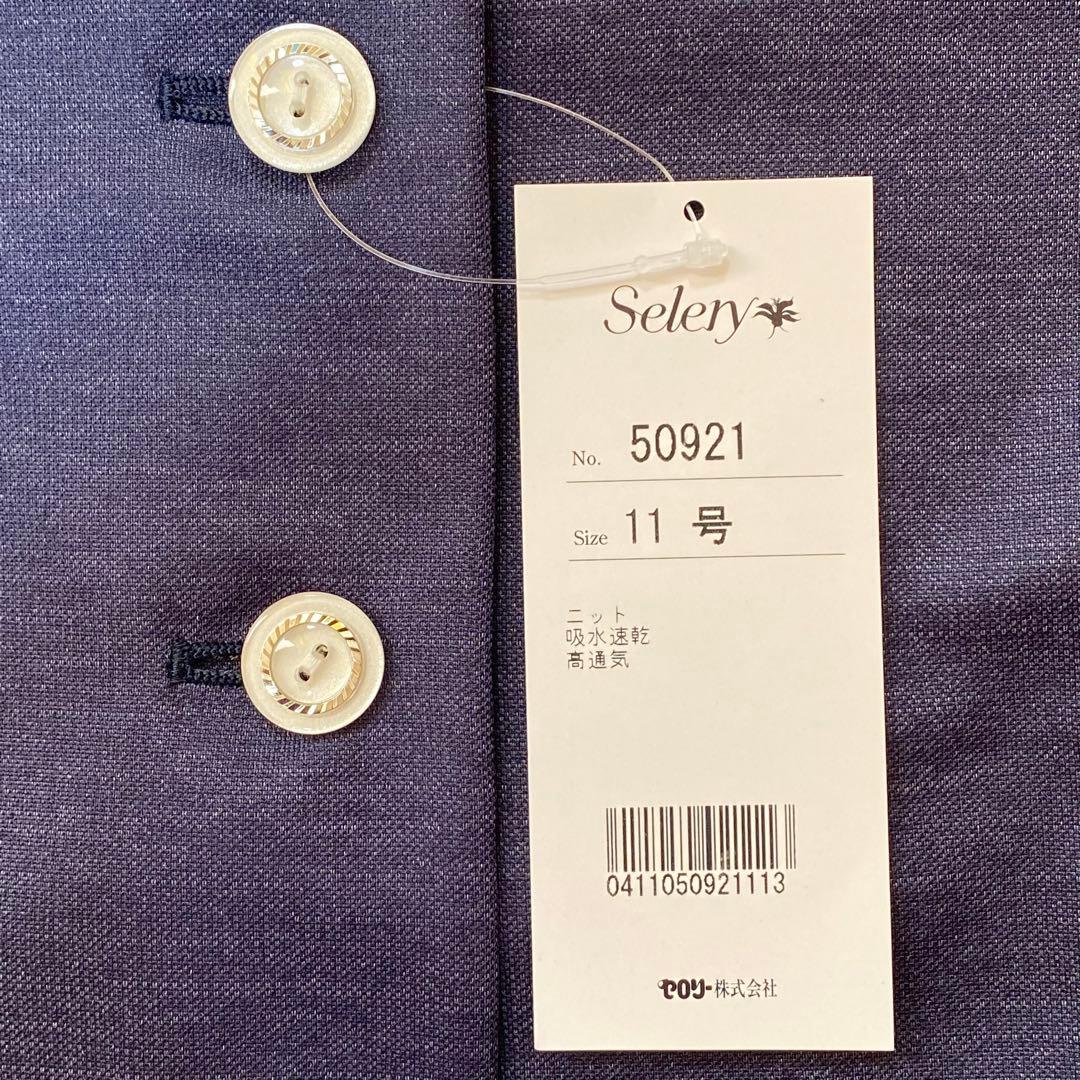 Selery
No. 50921
Size 11 号
ニット
吸水速乾
高通気
0411050921113
セロリー株式会社